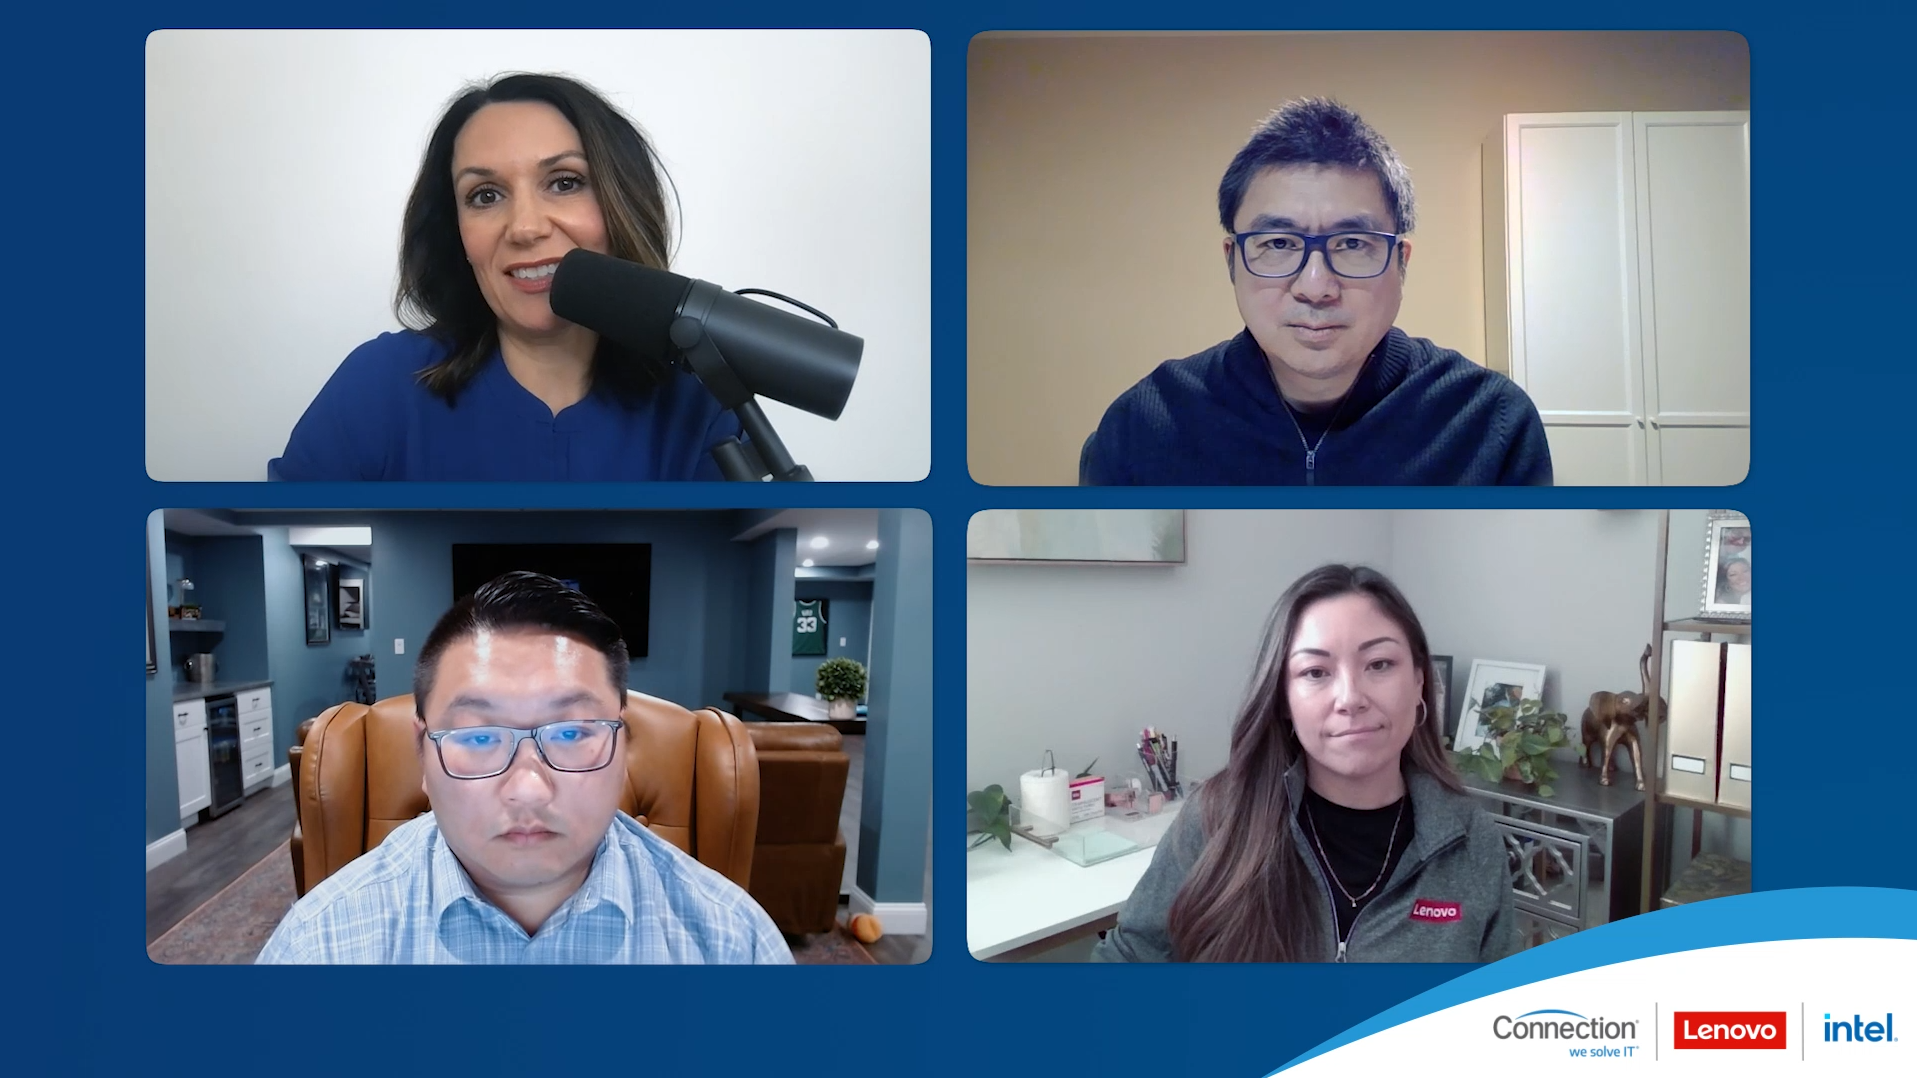 33
Lenovo
Connection®
we solve IT®
Lenovo
intel.